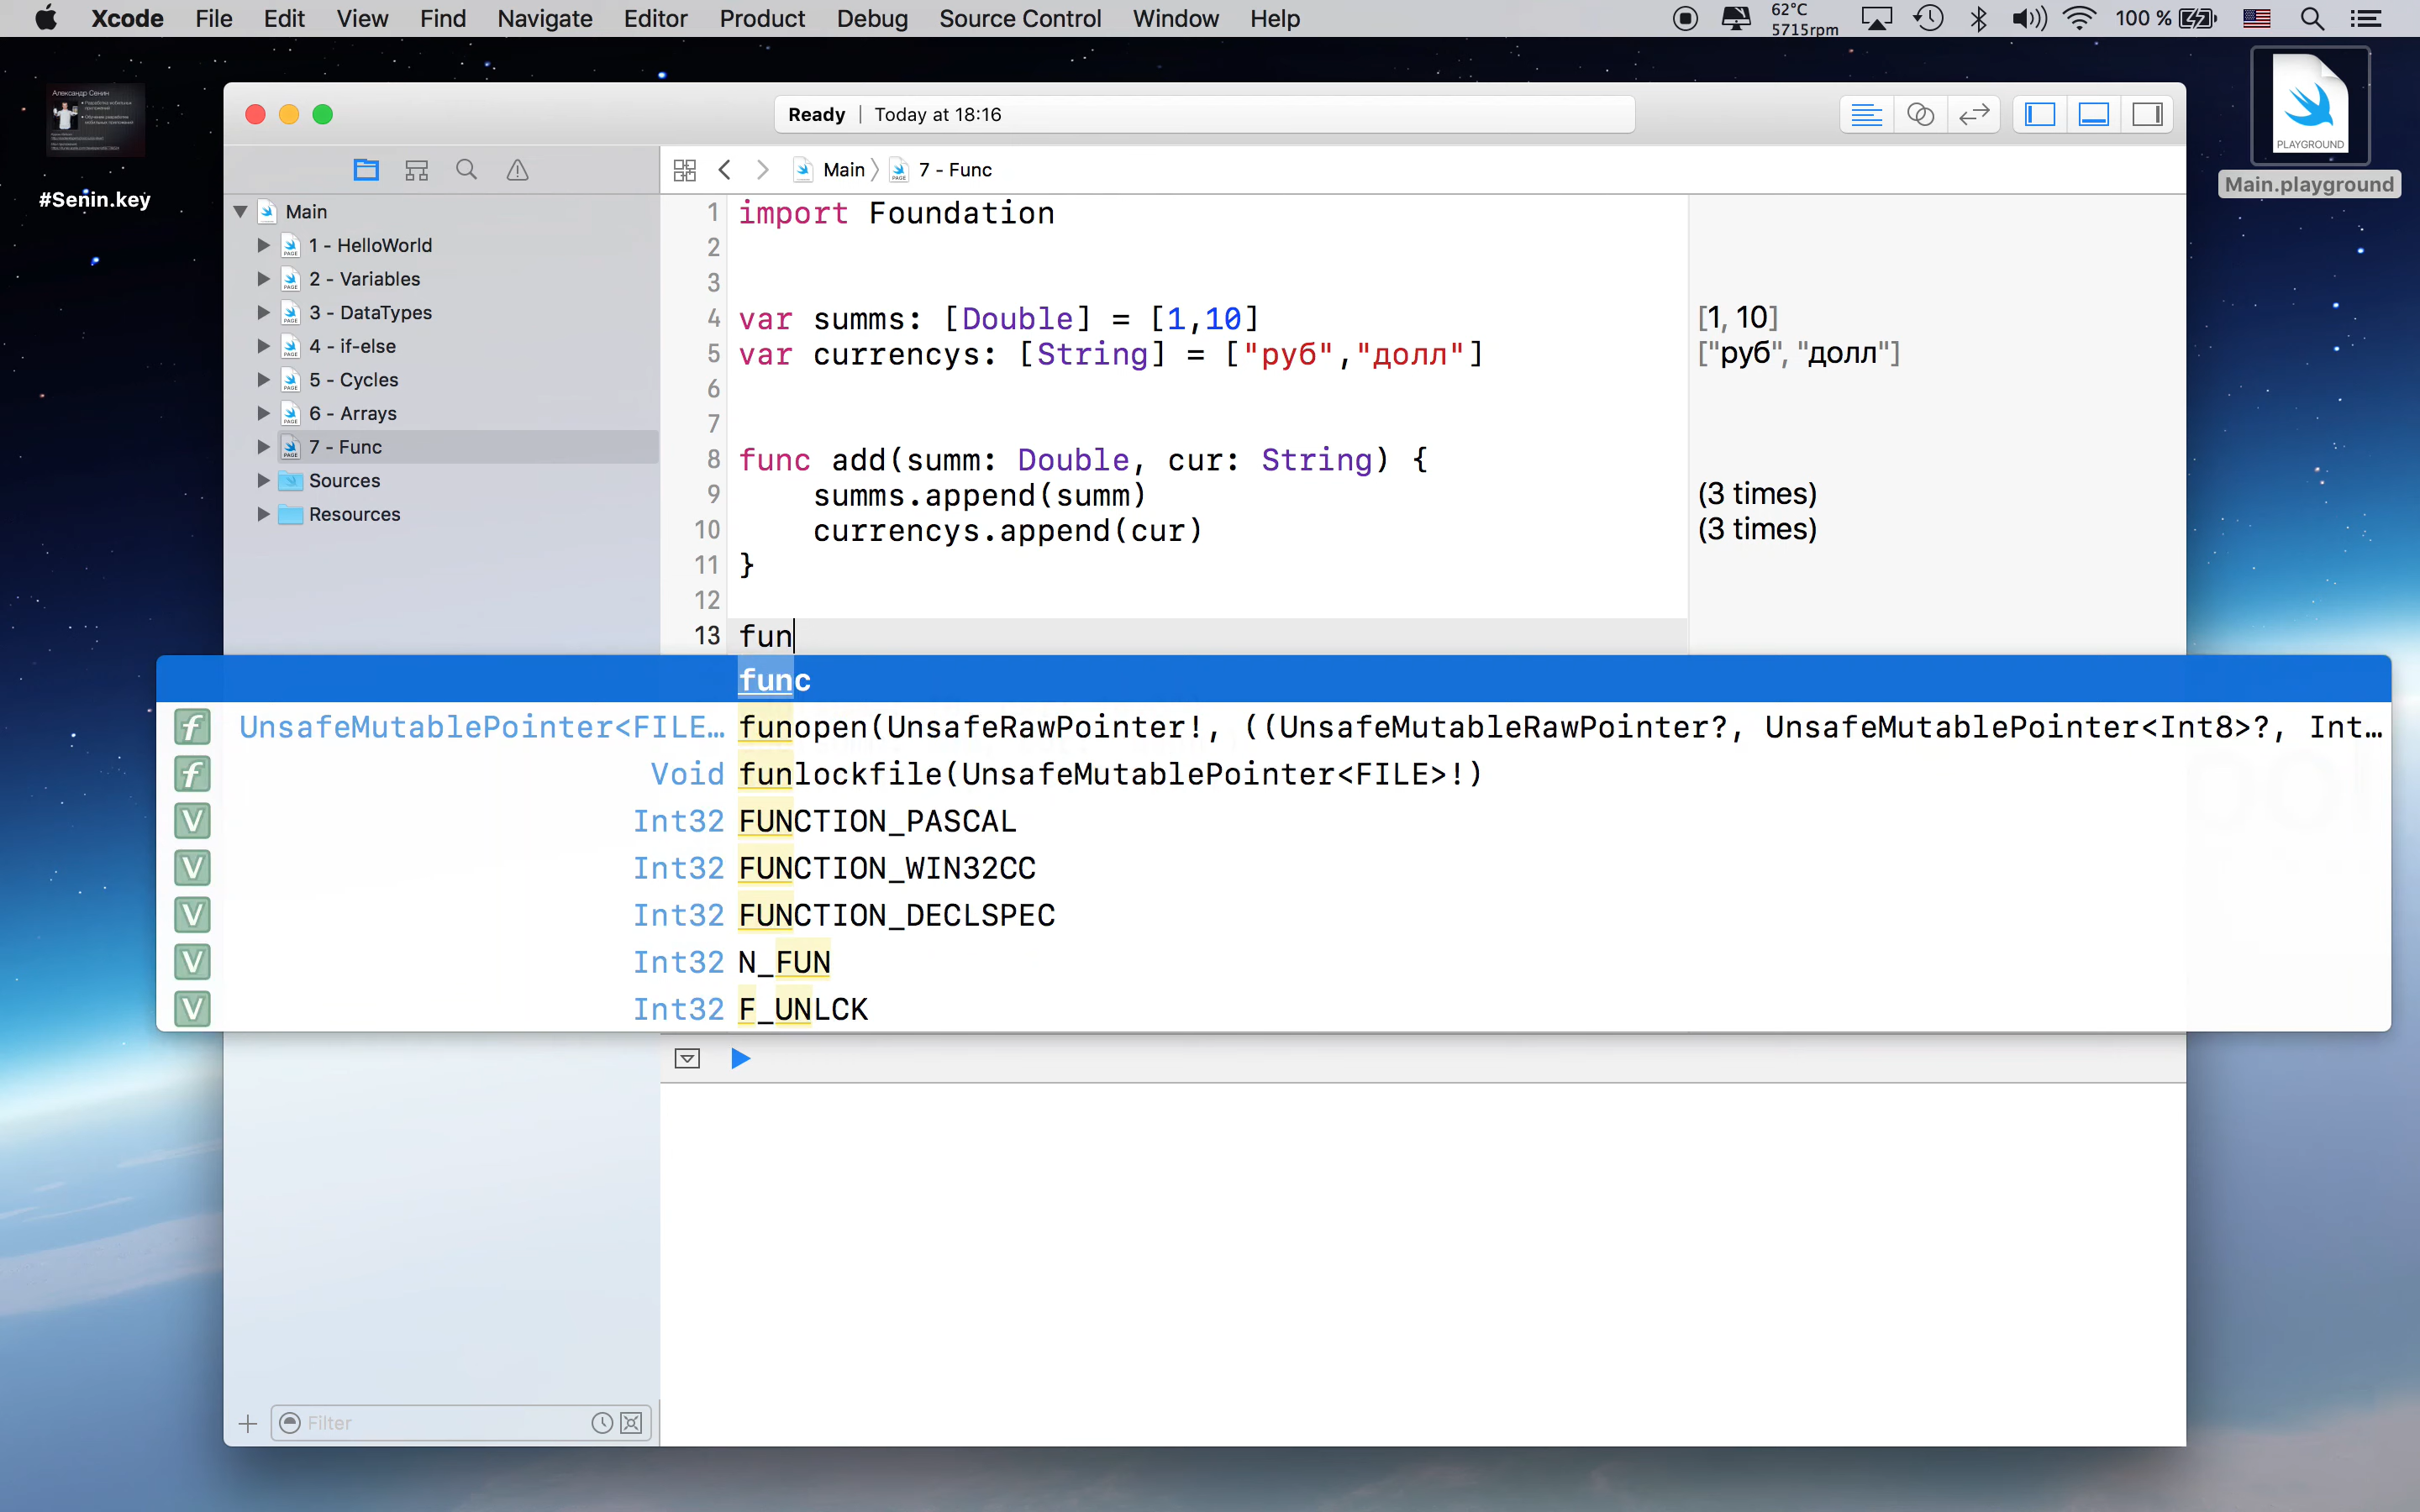 Xcode File Edit View Find Navigate Editor Product Debug Source Control Window Help
62°C
5715rpm
100 %
Александр Сенин
#Senin.key
PLAYGROUND
Main.playground
Ready | Today at 18:16
Main 7 - Func
Main
1 - HelloWorld
2 - Variables
3 - DataTypes
4 - if-else
5 - Cycles
6 - Arrays
7 - Func
Sources
Resources
1 import Foundation
2
3
4 var summs: [Double] = [1,10]
5 var currencys: [String] = ["руб","долл"]
6
7
8 func add(summ: Double, cur: String) {
9 summs.append(summ)
10 currencys.append(cur)
11 }
12
13 fun
[1, 10]
["руб", "долл"]
(3 times)
(3 times)
func
f UnsafeMutablePointer<FILE… funopen(UnsafeRawPointer!, ((UnsafeMutableRawPointer?, UnsafeMutablePointer<Int8>?, Int…
f Void funlockfile(UnsafeMutablePointer<FILE>!)
V Int32 FUNCTION_PASCAL
V Int32 FUNCTION_WIN32CC
V Int32 FUNCTION_DECLSPEC
V Int32 N_FUN
V Int32 F_UNLCK
Filter